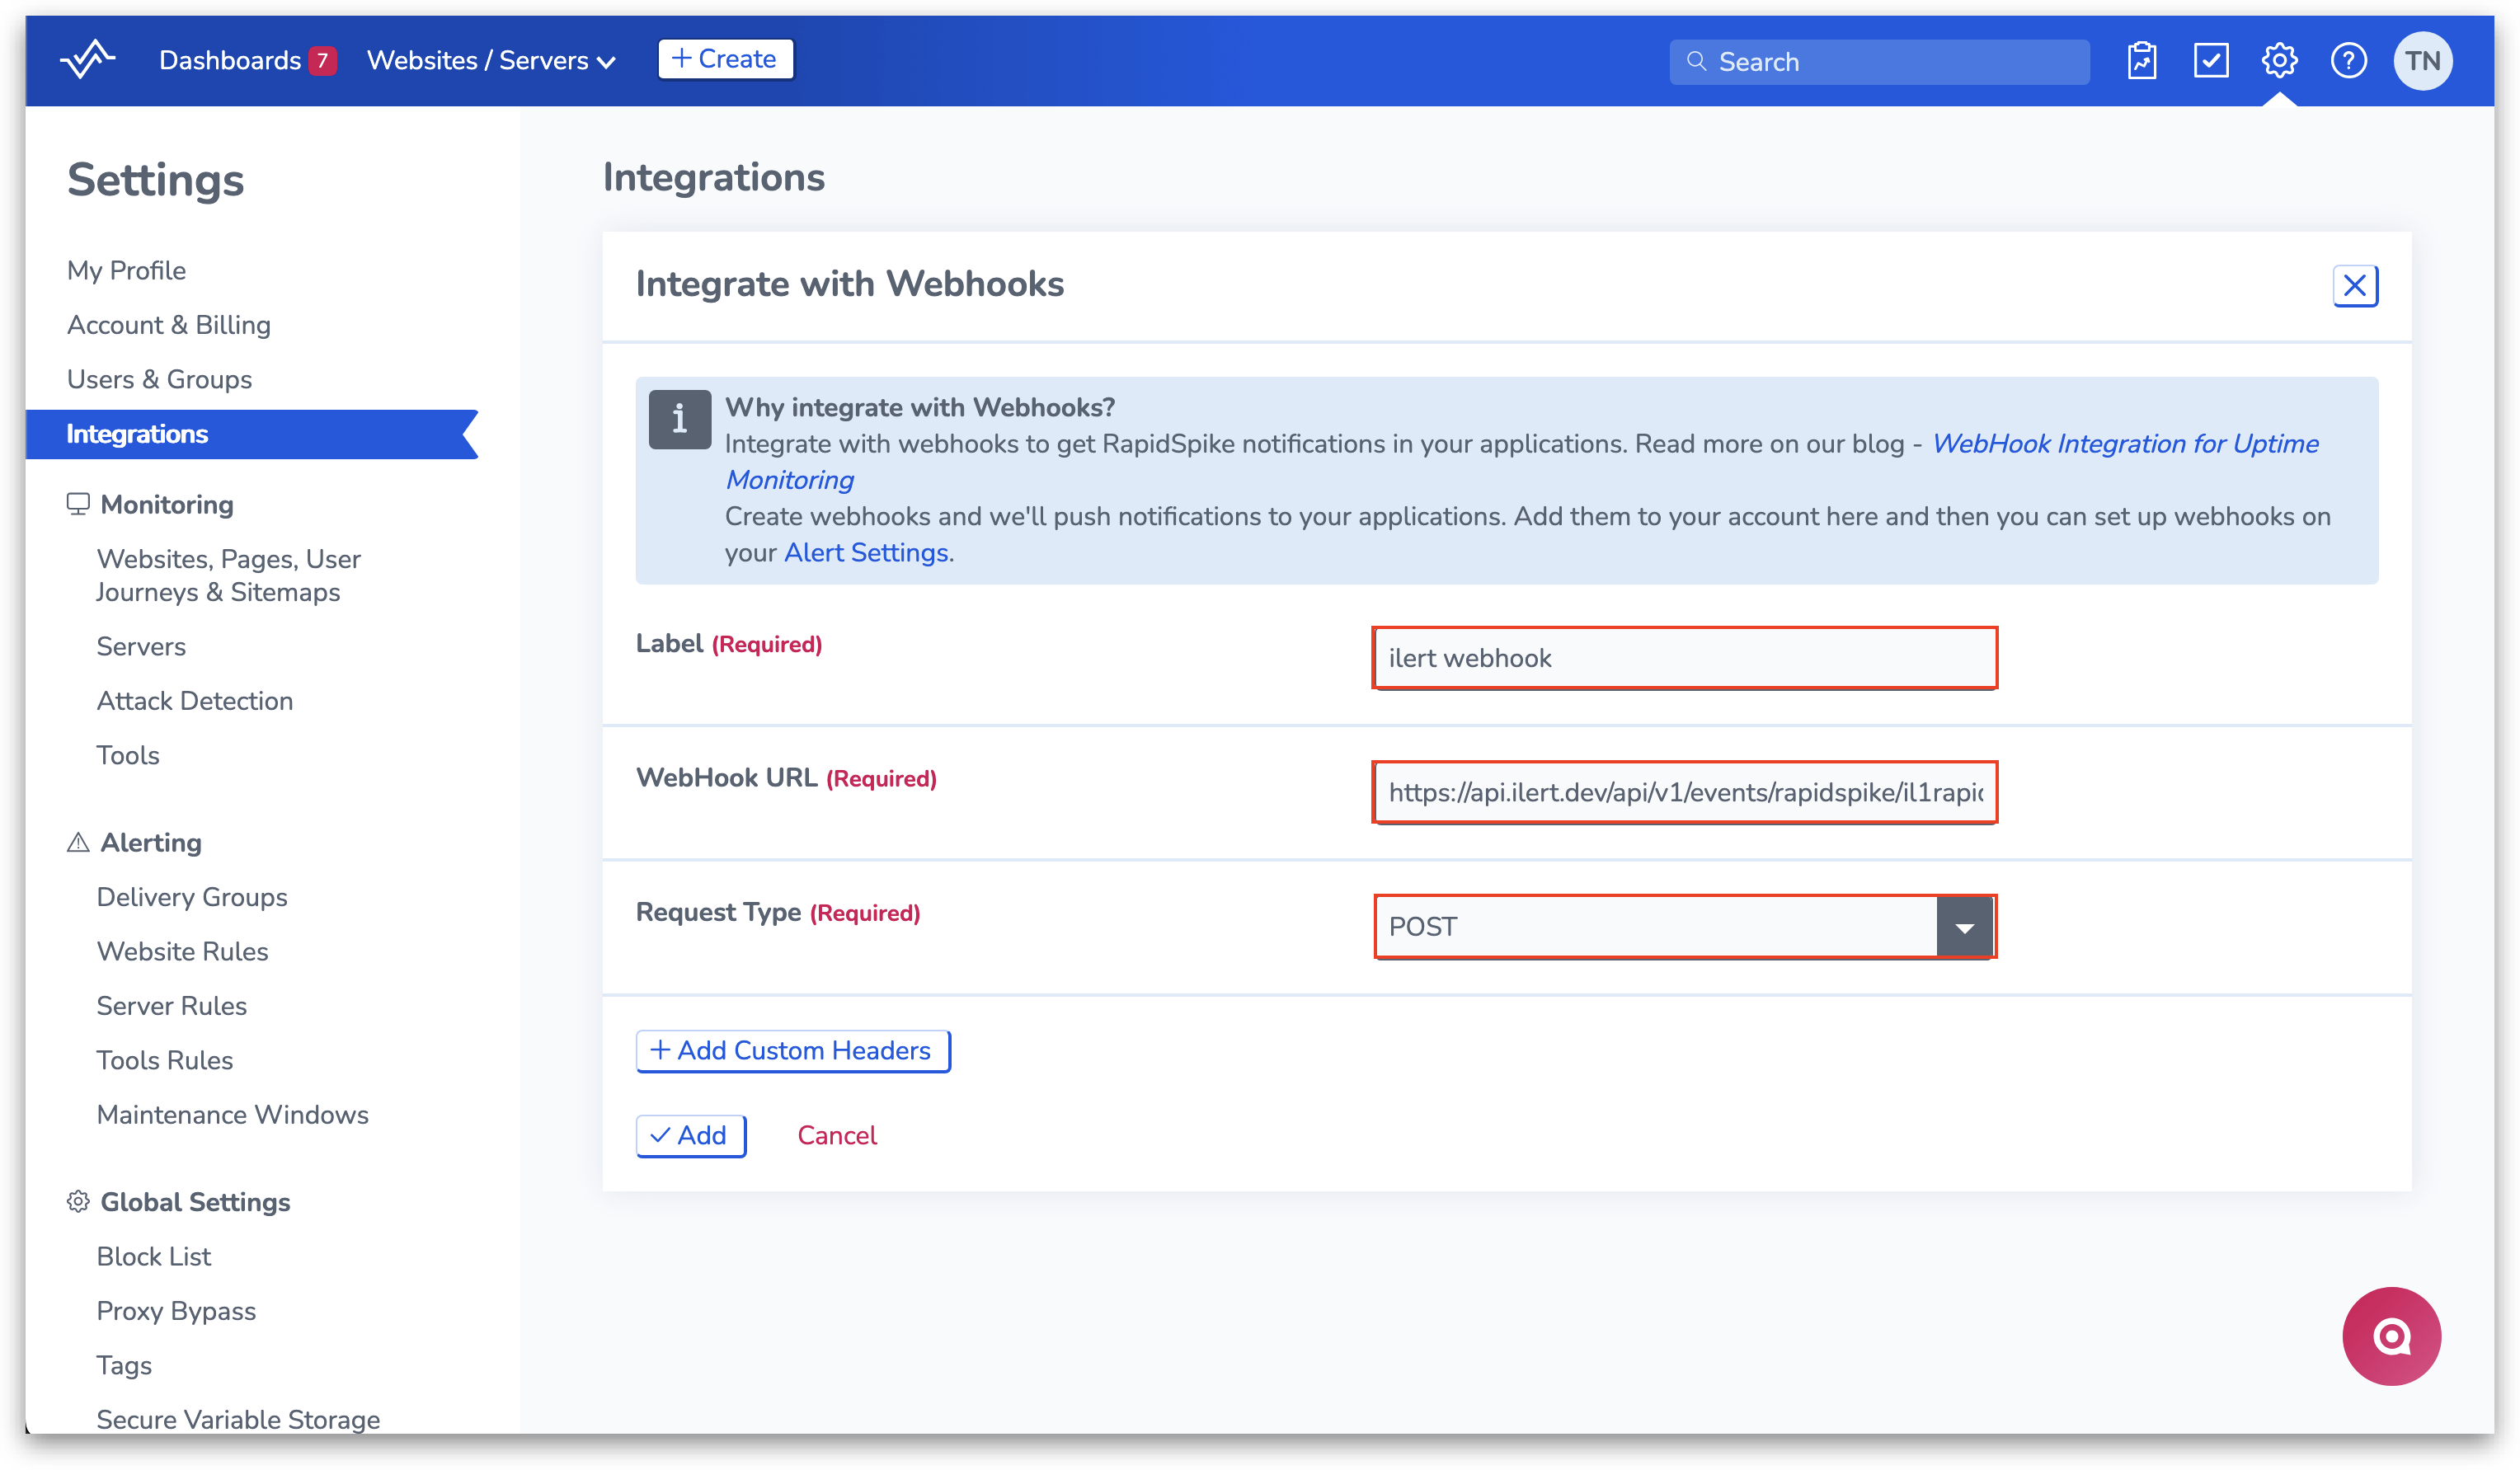 Dashboards 7 Websites / Servers + Create Search TN
Settings
My Profile
Account & Billing
Users & Groups
Integrations
Monitoring
Websites, Pages, User
Journeys & Sitemaps
Servers
Attack Detection
Tools
Alerting
Delivery Groups
Website Rules
Server Rules
Tools Rules
Maintenance Windows
Global Settings
Block List
Proxy Bypass
Tags
Secure Variable Storage
Integrations
Integrate with Webhooks
Why integrate with Webhooks?
Integrate with webhooks to get RapidSpike notifications in your applications. Read more on our blog - WebHook Integration for Uptime
Monitoring
Create webhooks and we'll push notifications to your applications. Add them to your account here and then you can set up webhooks on
your Alert Settings.
Label (Required)
ilert webhook
WebHook URL (Required)
https://api.ilert.dev/api/v1/events/rapidspike/il1rapid
Request Type (Required)
POST
+ Add Custom Headers
Add Cancel